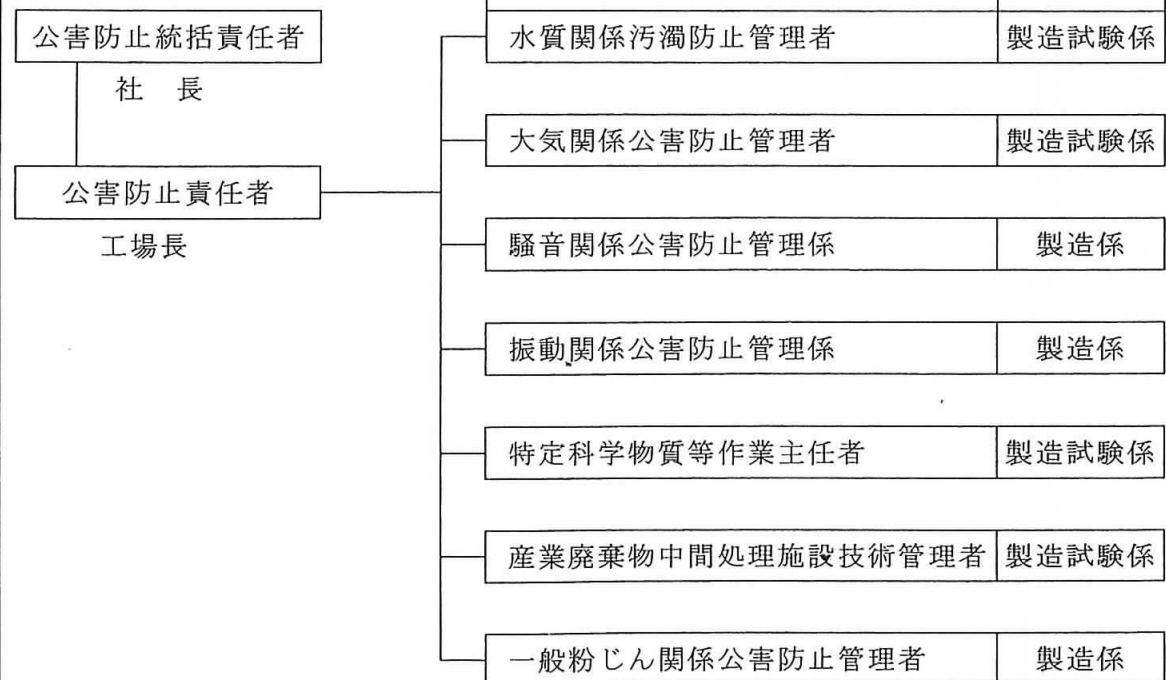 公害防止統括責任者
社　長
公害防止責任者
工場長
水質関係汚濁防止管理者 製造試験係
大気関係公害防止管理者 製造試験係
騒音関係公害防止管理係 製造係
振動関係公害防止管理係 製造係
特定科学物質等作業主任者 製造試験係
産業廃棄物中間処理施設技術管理者 製造試験係
一般粉じん関係公害防止管理者 製造係